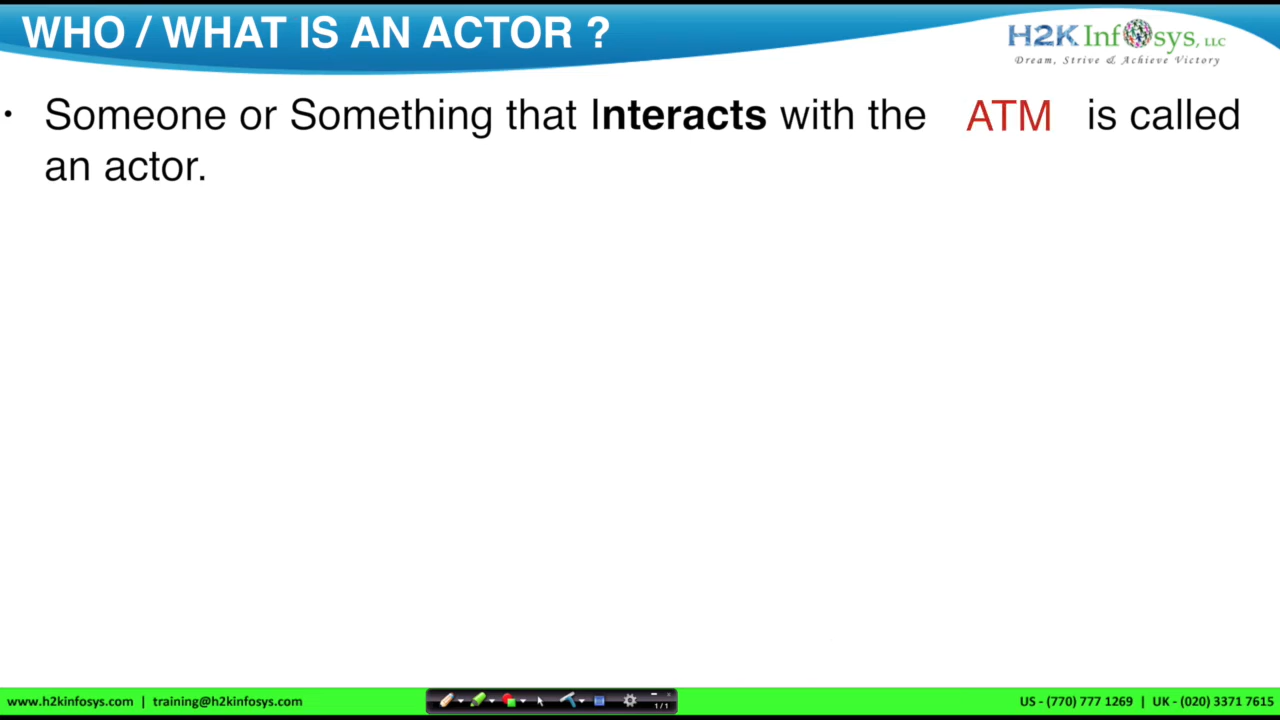 WHO / WHAT IS AN ACTOR ?
H2K Infosys, LLC
Dream, Strive & Achieve Victory
• Someone or Something that Interacts with the ATM is called
an actor.
www.h2kinfosys.com | training@h2kinfosys.com
1/1
US - (770) 777 1269 | UK - (020) 3371 7615